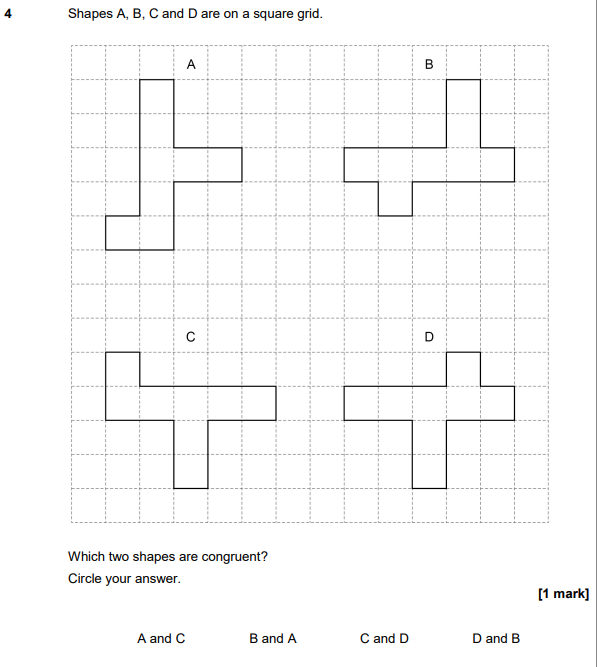 4 Shapes A, B, C and D are on a square grid.
A B
C D
Which two shapes are congruent?
Circle your answer.
[1 mark]
A and C B and A C and D D and B